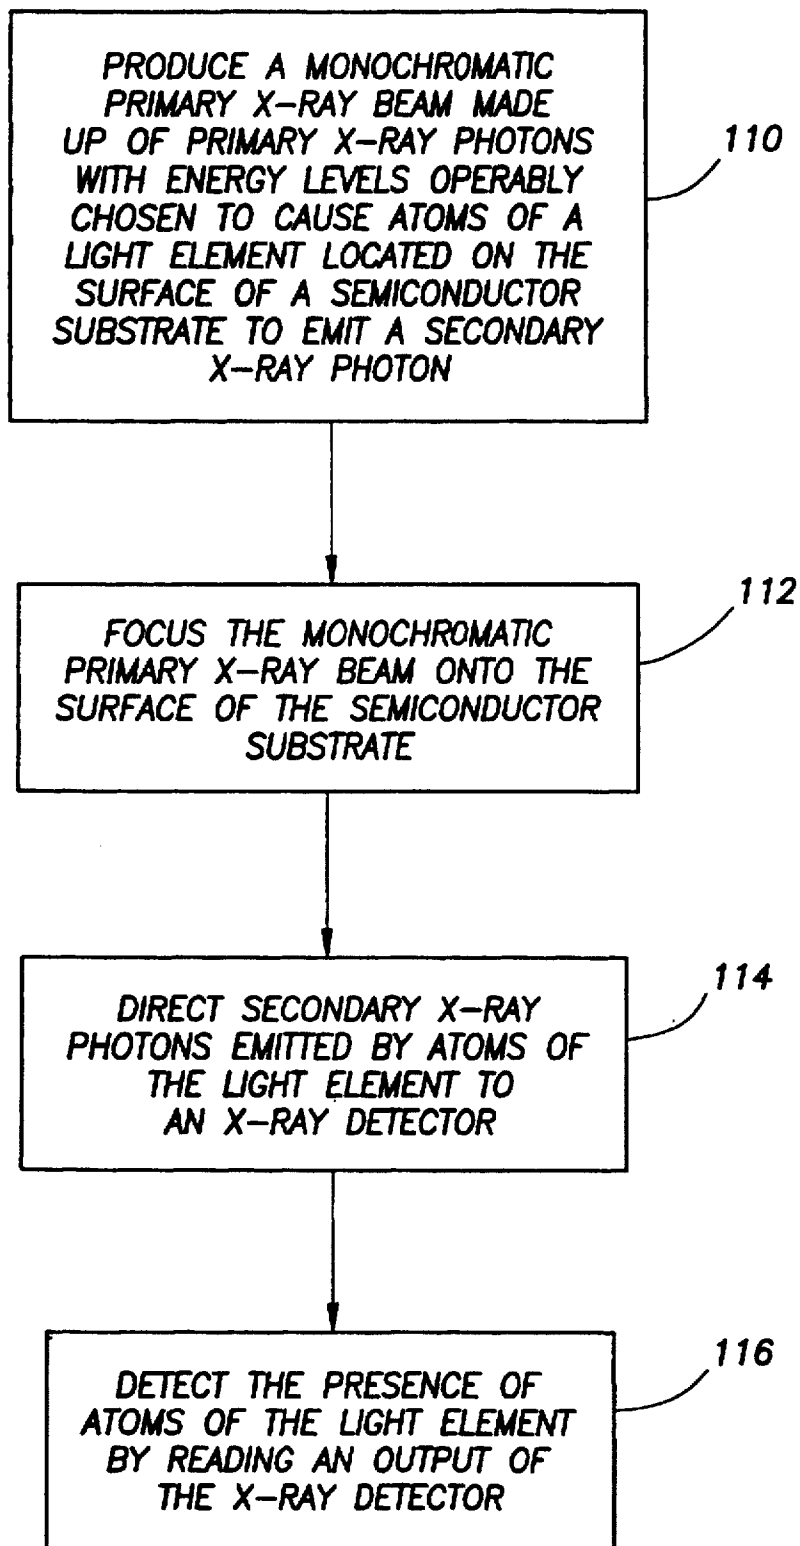 PRODUCE A MONOCHROMATIC
PRIMARY X-RAY BEAM MADE
UP OF PRIMARY X-RAY PHOTONS
WITH ENERGY LEVELS OPERABLY
CHOSEN TO CAUSE ATOMS OF A
LIGHT ELEMENT LOCATED ON THE
SURFACE OF A SEMICONDUCTOR
SUBSTRATE TO EMIT A SECONDARY
X-RAY PHOTON
110
FOCUS THE MONOCHROMATIC
PRIMARY X-RAY BEAM ONTO THE
SURFACE OF THE SEMICONDUCTOR
SUBSTRATE
112
DIRECT SECONDARY X-RAY
PHOTONS EMITTED BY ATOMS OF
THE LIGHT ELEMENT TO
AN X-RAY DETECTOR
114
DETECT THE PRESENCE OF
ATOMS OF THE LIGHT ELEMENT
BY READING AN OUTPUT OF
THE X-RAY DETECTOR
116